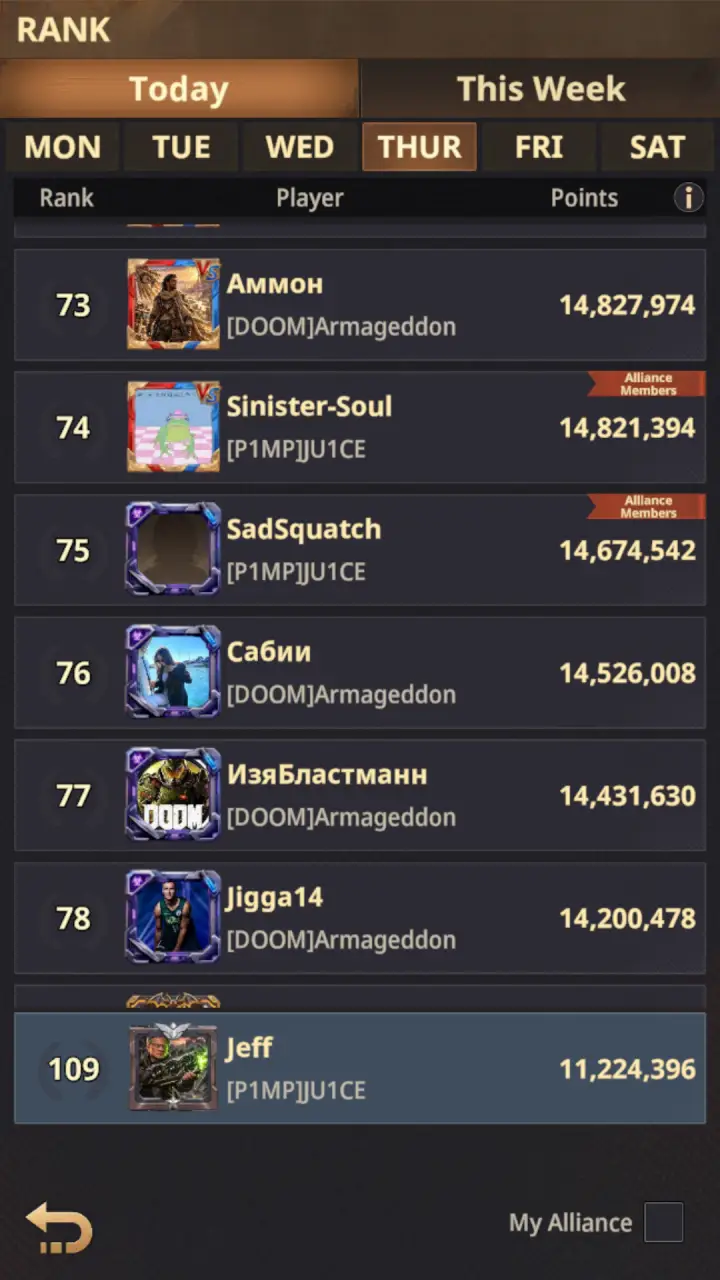 RANK
Today
This Week
MON
TUE
WED
THUR
FRI
SAT
Rank
Player
Points
73
VS
Аммон
[DOOM]Armageddon
14,827,974
74
VS
Sinister-Soul
[P1MP]JU1CE
Alliance
Members
14,821,394
75
SadSquatch
[P1MP]JU1CE
Alliance
Members
14,674,542
76
Сабии
[DOOM]Armageddon
14,526,008
77
DOOM
ИзяБластманн
[DOOM]Armageddon
14,431,630
78
Jigga14
[DOOM]Armageddon
14,200,478
109
Jeff
[P1MP]JU1CE
11,224,396
My Alliance